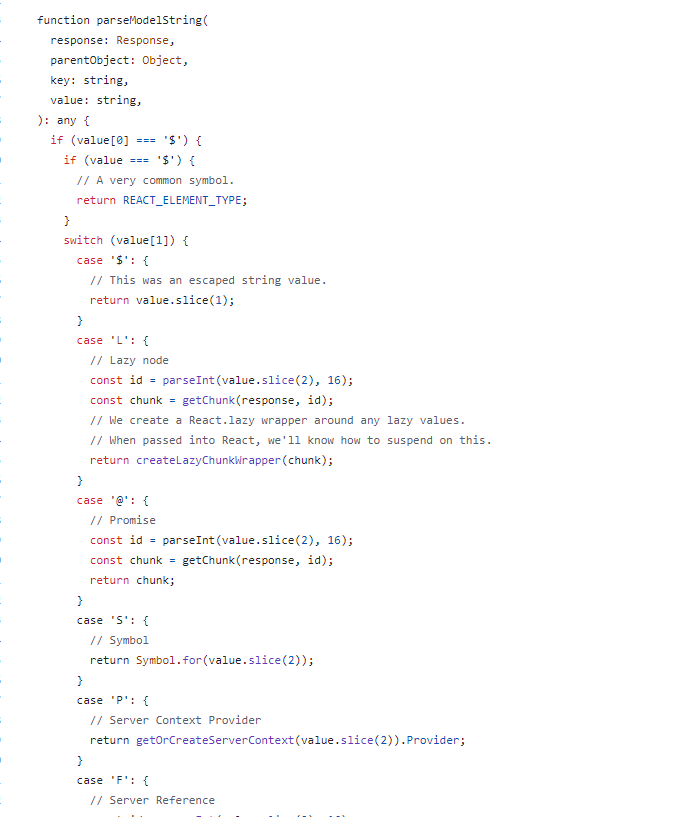 function parseModelString(
response: Response,
parentObject: Object,
key: string,
value: string,
): any {
if (value[0] === '$') {
if (value === '$') {
// A very common symbol.
return REACT_ELEMENT_TYPE;
}
switch (value[1]) {
case '$': {
// This was an escaped string value.
return value.slice(1);
}
case 'L': {
// Lazy node
const id = parseInt(value.slice(2), 16);
const chunk = getChunk(response, id);
// We create a React.lazy wrapper around any lazy values.
// When passed into React, we'll know how to suspend on this.
return createLazyChunkWrapper(chunk);
}
case '@': {
// Promise
const id = parseInt(value.slice(2), 16);
const chunk = getChunk(response, id);
return chunk;
}
case 'S': {
// Symbol
return Symbol.for(value.slice(2));
}
case 'P': {
// Server Context Provider
return getOrCreateServerContext(value.slice(2)).Provider;
}
case 'F': {
// Server Reference